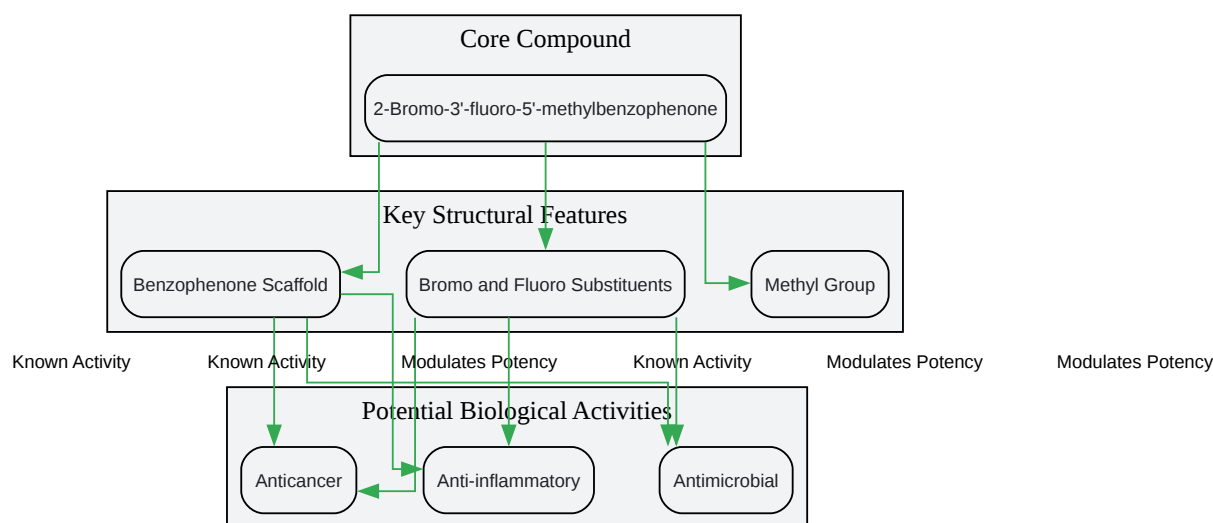 Core Compound
2-Bromo-3'-fluoro-5'-methylbenzophenone
Key Structural Features
Benzophenone Scaffold
Bromo and Fluoro Substituents
Methyl Group
Known Activity
Known Activity
Modulates Potency
Known Activity
Modulates Potency
Modulates Potency
Potential Biological Activities
Anticancer
Anti-inflammatory
Antimicrobial